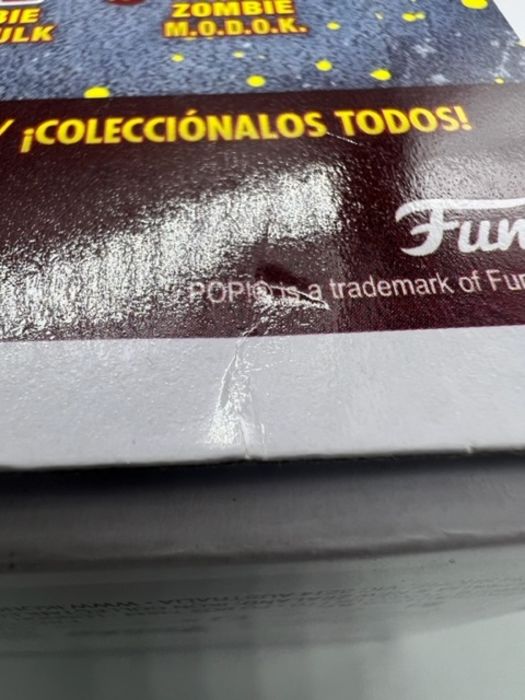 BIE
ULK
ZOMBIE
M.O.D.O.K.
Y ¡COLECCIÓNALOS TODOS!
Fun
POP!® is a trademark of Fun